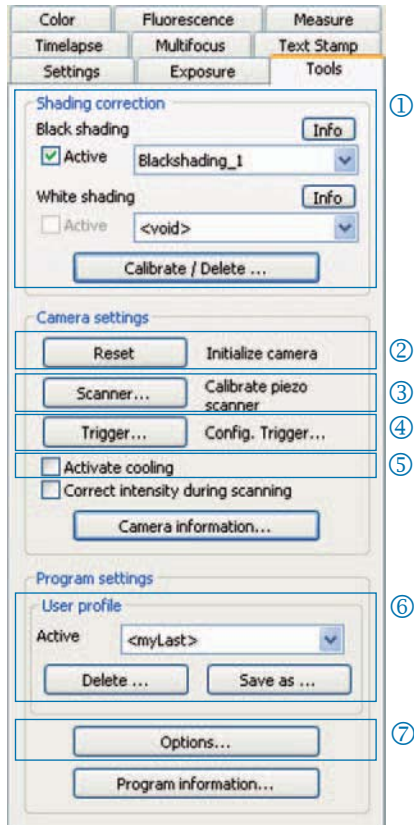 Color Fluorescence Measure
Timelapse Multifocus Text Stamp
Settings Exposure Tools
Shading correction ①
Black shading Info
Active Blackshading_1
White shading Info
Active <void>
Calibrate / Delete ...
Camera settings
Reset Initialize camera ②
Scanner... Calibrate piezo
scanner ③
Trigger... Config. Trigger... ④
Activate cooling ⑤
Correct intensity during scanning
Camera information...
Program settings
User profile ⑥
Active <myLast>
Delete ... Save as ...
Options... ⑦
Program information...